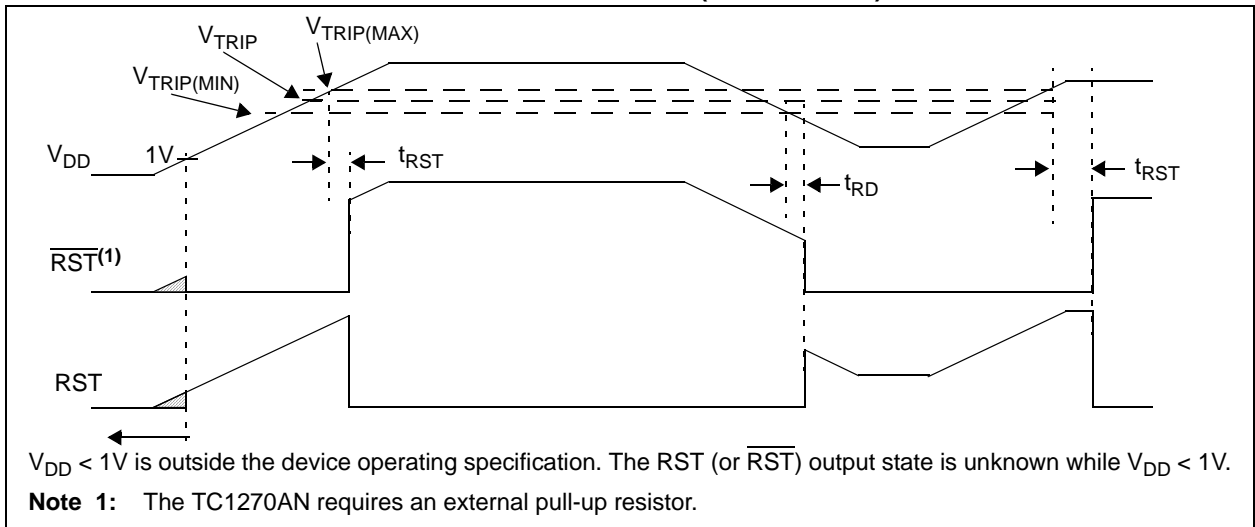 V_TRIP
V_TRIP(MAX)
V_TRIP(MIN)
V_DD
1V
t_RST
t_RD
t_RST
R̅S̅T̅(1)
RST
V_DD < 1V is outside the device operating specification. The RST (or R̅S̅T̅) output state is unknown while V_DD < 1V.
Note 1: The TC1270AN requires an external pull-up resistor.